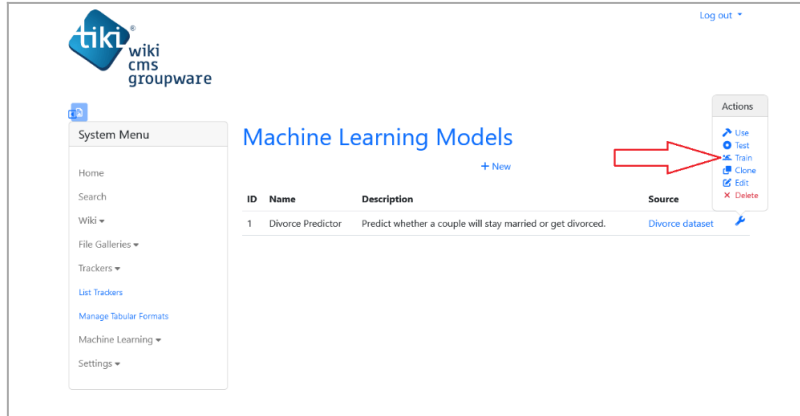 Log out
tiki
®
wiki
cms
groupware
Actions
Use
Test
Train
Clone
Edit
Delete
System Menu
Home
Search
Wiki
File Galleries
Trackers
List Trackers
Manage Tabular Formats
Machine Learning
Settings
Machine Learning Models
+ New
ID Name Description Source
1 Divorce Predictor Predict whether a couple will stay married or get divorced. Divorce dataset